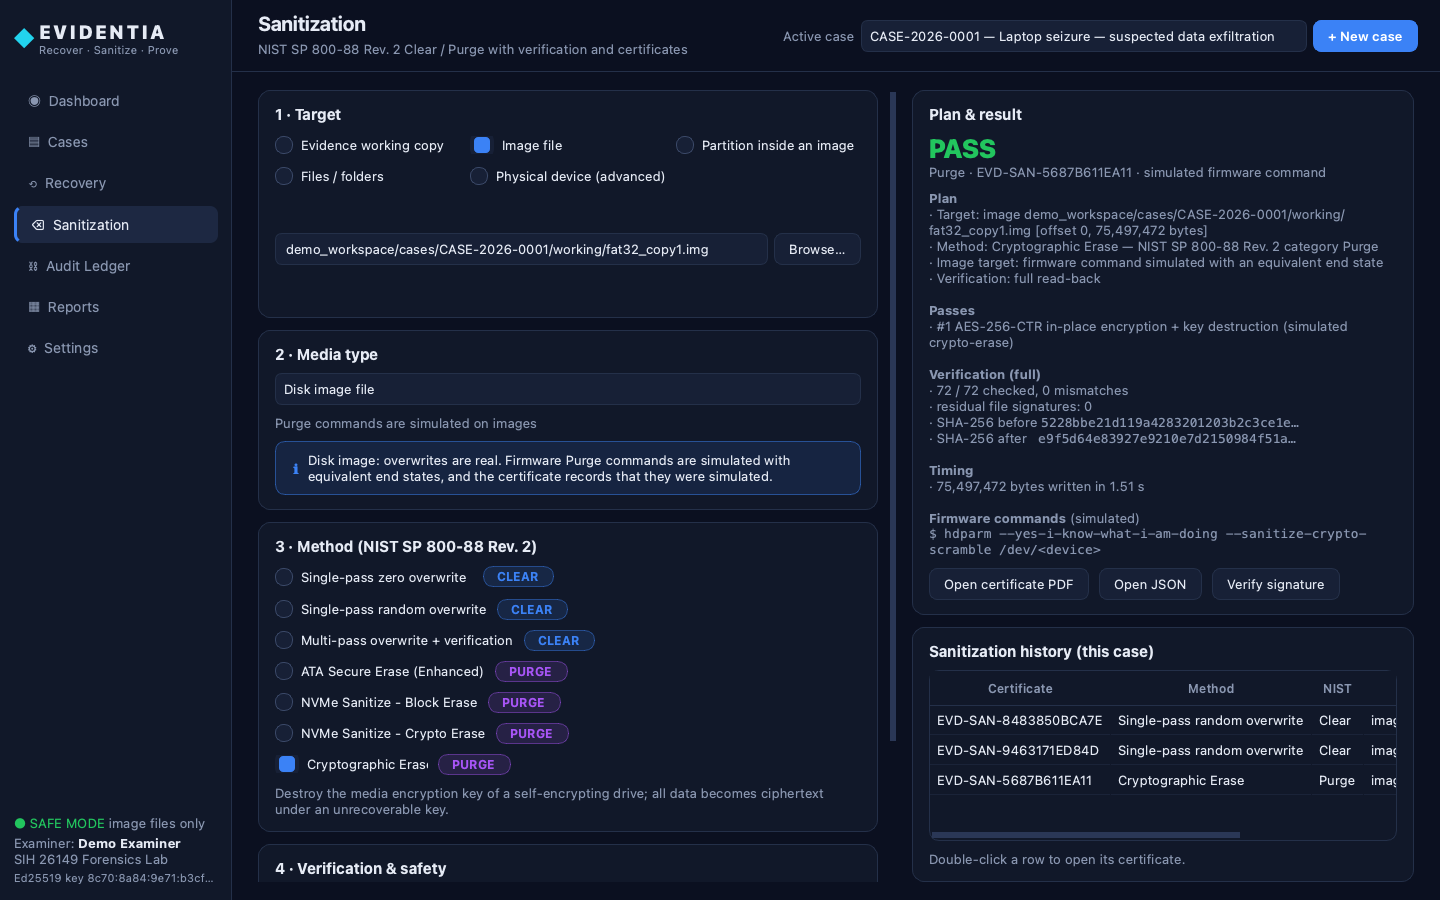 EVIDENTIA
Recover · Sanitize · Prove
Dashboard
Cases
Recovery
Sanitization
Audit Ledger
Reports
Settings
SAFE MODE image files only
Examiner: Demo Examiner
SIH 26149 Forensics Lab
Ed25519 key 8c70:8a84:9e71:b3cf...
Sanitization
NIST SP 800-88 Rev. 2 Clear / Purge with verification and certificates
Active case
CASE-2026-0001 — Laptop seizure — suspected data exfiltration
+ New case
1 · Target
Evidence working copy
Image file
Partition inside an image
Files / folders
Physical device (advanced)
demo_workspace/cases/CASE-2026-0001/working/fat32_copy1.img
Browse...
2 · Media type
Disk image file
Purge commands are simulated on images
Disk image: overwrites are real. Firmware Purge commands are simulated with
equivalent end states, and the certificate records that they were simulated.
3 · Method (NIST SP 800-88 Rev. 2)
Single-pass zero overwrite CLEAR
Single-pass random overwrite CLEAR
Multi-pass overwrite + verification CLEAR
ATA Secure Erase (Enhanced) PURGE
NVMe Sanitize - Block Erase PURGE
NVMe Sanitize - Crypto Erase PURGE
Cryptographic Erase PURGE
Destroy the media encryption key of a self-encrypting drive; all data becomes ciphertext
under an unrecoverable key.
4 · Verification & safety
Plan & result
PASS
Purge · EVD-SAN-5687B611EA11 · simulated firmware command
Plan
· Target: image demo_workspace/cases/CASE-2026-0001/working/
fat32_copy1.img [offset 0, 75,497,472 bytes]
· Method: Cryptographic Erase — NIST SP 800-88 Rev. 2 category Purge
· Image target: firmware command simulated with an equivalent end state
· Verification: full read-back
Passes
· #1 AES-256-CTR in-place encryption + key destruction (simulated
crypto-erase)
Verification (full)
· 72 / 72 checked, 0 mismatches
· residual file signatures: 0
· SHA-256 before 5228bbe21d119a4283201203b2c3ce1e…
· SHA-256 after e9f5d64e83927e9210e7d2150984f51a…
Timing
· 75,497,472 bytes written in 1.51 s
Firmware commands (simulated)
$ hdparm --yes-i-know-what-i-am-doing --sanitize-crypto-
scramble /dev/<device>
Open certificate PDF
Open JSON
Verify signature
Sanitization history (this case)
Certificate Method NIST
EVD-SAN-8483850BCA7E Single-pass random overwrite Clear imag
EVD-SAN-9463171ED84D Single-pass random overwrite Clear imag
EVD-SAN-5687B611EA11 Cryptographic Erase Purge imag
Double-click a row to open its certificate.